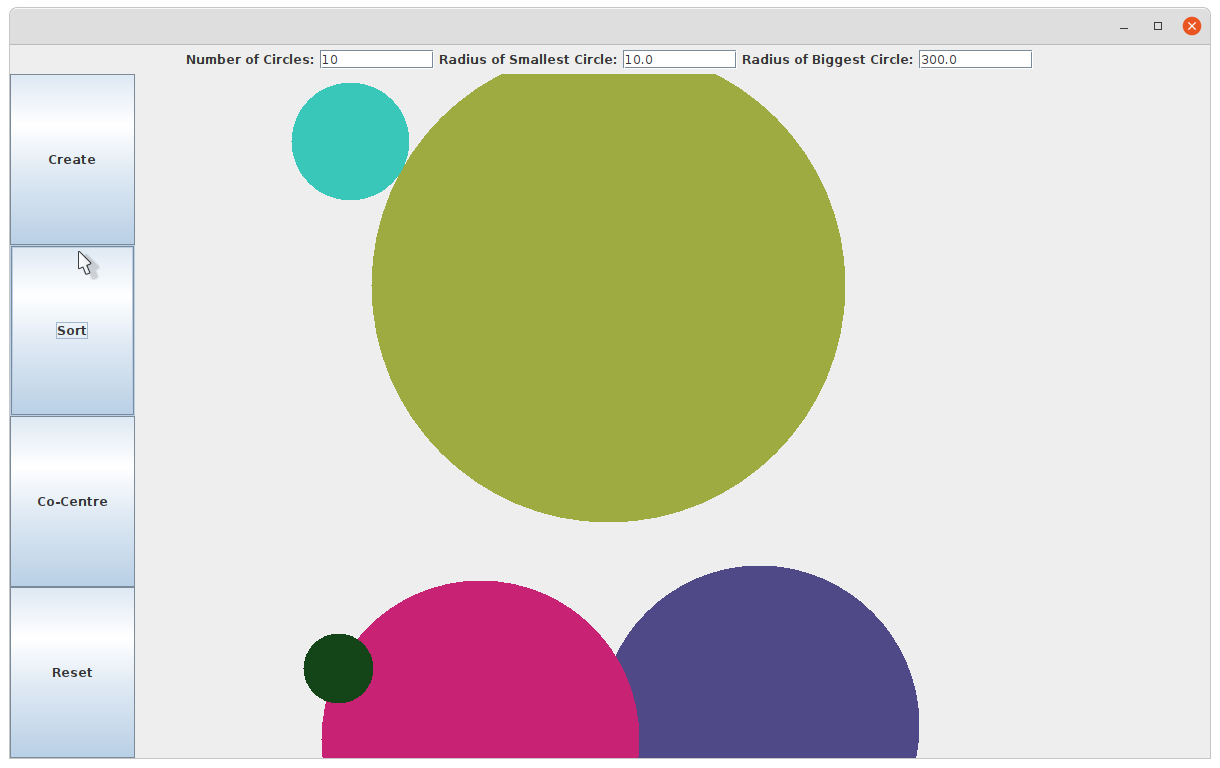 Number of Circles: 10 Radius of Smallest Circle: 10.0 Radius of Biggest Circle: 300.0
Create
Sort
Co-Centre
Reset